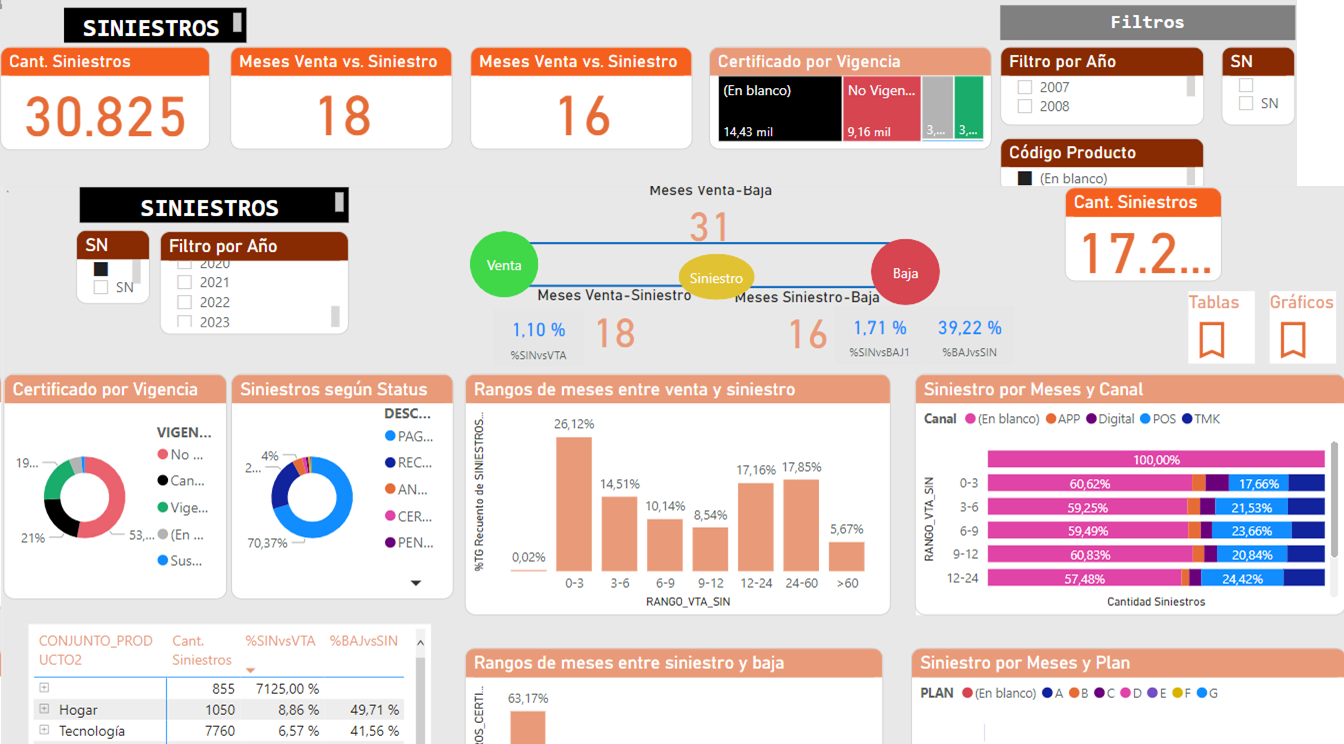 SINIESTROS
Filtros
Cant. Siniestros
30.825
Meses Venta vs. Siniestro
18
Meses Venta vs. Siniestro
16
Certificado por Vigencia
(En blanco)
14,43 mil
No Vigen...
9,16 mil
3,...
3,...
Filtro por Año
2007
2008
SN
SN
Código Producto
(En blanco)
SINIESTROS
SN
SN
Filtro por Año
2020
2021
2022
2023
Meses Venta-Baja
31
Venta
Siniestro
Baja
Meses Venta-Siniestro
Meses Siniestro-Baja
1,10 %
%SINvsVTA
18
16
1,71 %
%SINvsBAJ1
39,22 %
%BAJvsSIN
Cant. Siniestros
17.2...
Tablas
Gráficos
Certificado por Vigencia
VIGEN...
No ...
Can...
Vige...
(En ...
Sus...
19...
21%
53,...
Siniestros según Status
DESC...
PAG...
REC...
AN...
CER...
PEN...
4%
2...
70,37%
Rangos de meses entre venta y siniestro
%TG Recuento de SINIESTROS...
0,02%
26,12%
14,51%
10,14%
8,54%
17,16%
17,85%
5,67%
0-3
3-6
6-9
9-12
12-24
24-60
>60
RANGO_VTA_SIN
Siniestro por Meses y Canal
Canal (En blanco) APP Digital POS TMK
RANGO_VTA_SIN
100,00%
0-3 60,62% 17,66%
3-6 59,25% 21,53%
6-9 59,49% 23,66%
9-12 60,83% 20,84%
12-24 57,48% 24,42%
Cantidad Siniestros
CONJUNTO_PROD
UCTO2
Cant.
Siniestros
%SINvsVTA
%BAJvsSIN
855 7125,00 %
Hogar 1050 8,86 % 49,71 %
Tecnología 7760 6,57 % 41,56 %
Rangos de meses entre siniestro y baja
63,17%
ROS_CERTI...
Siniestro por Meses y Plan
PLAN (En blanco) A B C D E F G